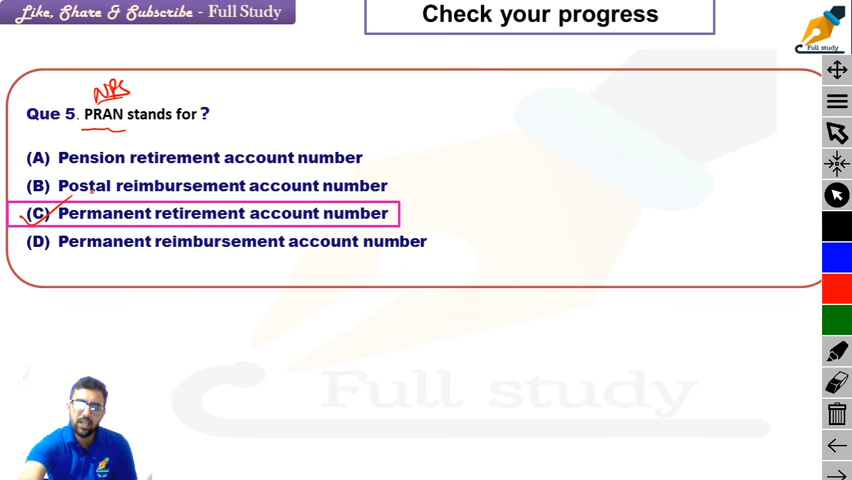 Like, Share & Subscribe - Full Study
Check your progress
Full study
NPS
Que 5. PRAN stands for ?
(A) Pension retirement account number
(B) Postal reimbursement account number
(C) Permanent retirement account number
(D) Permanent reimbursement account number
Full study